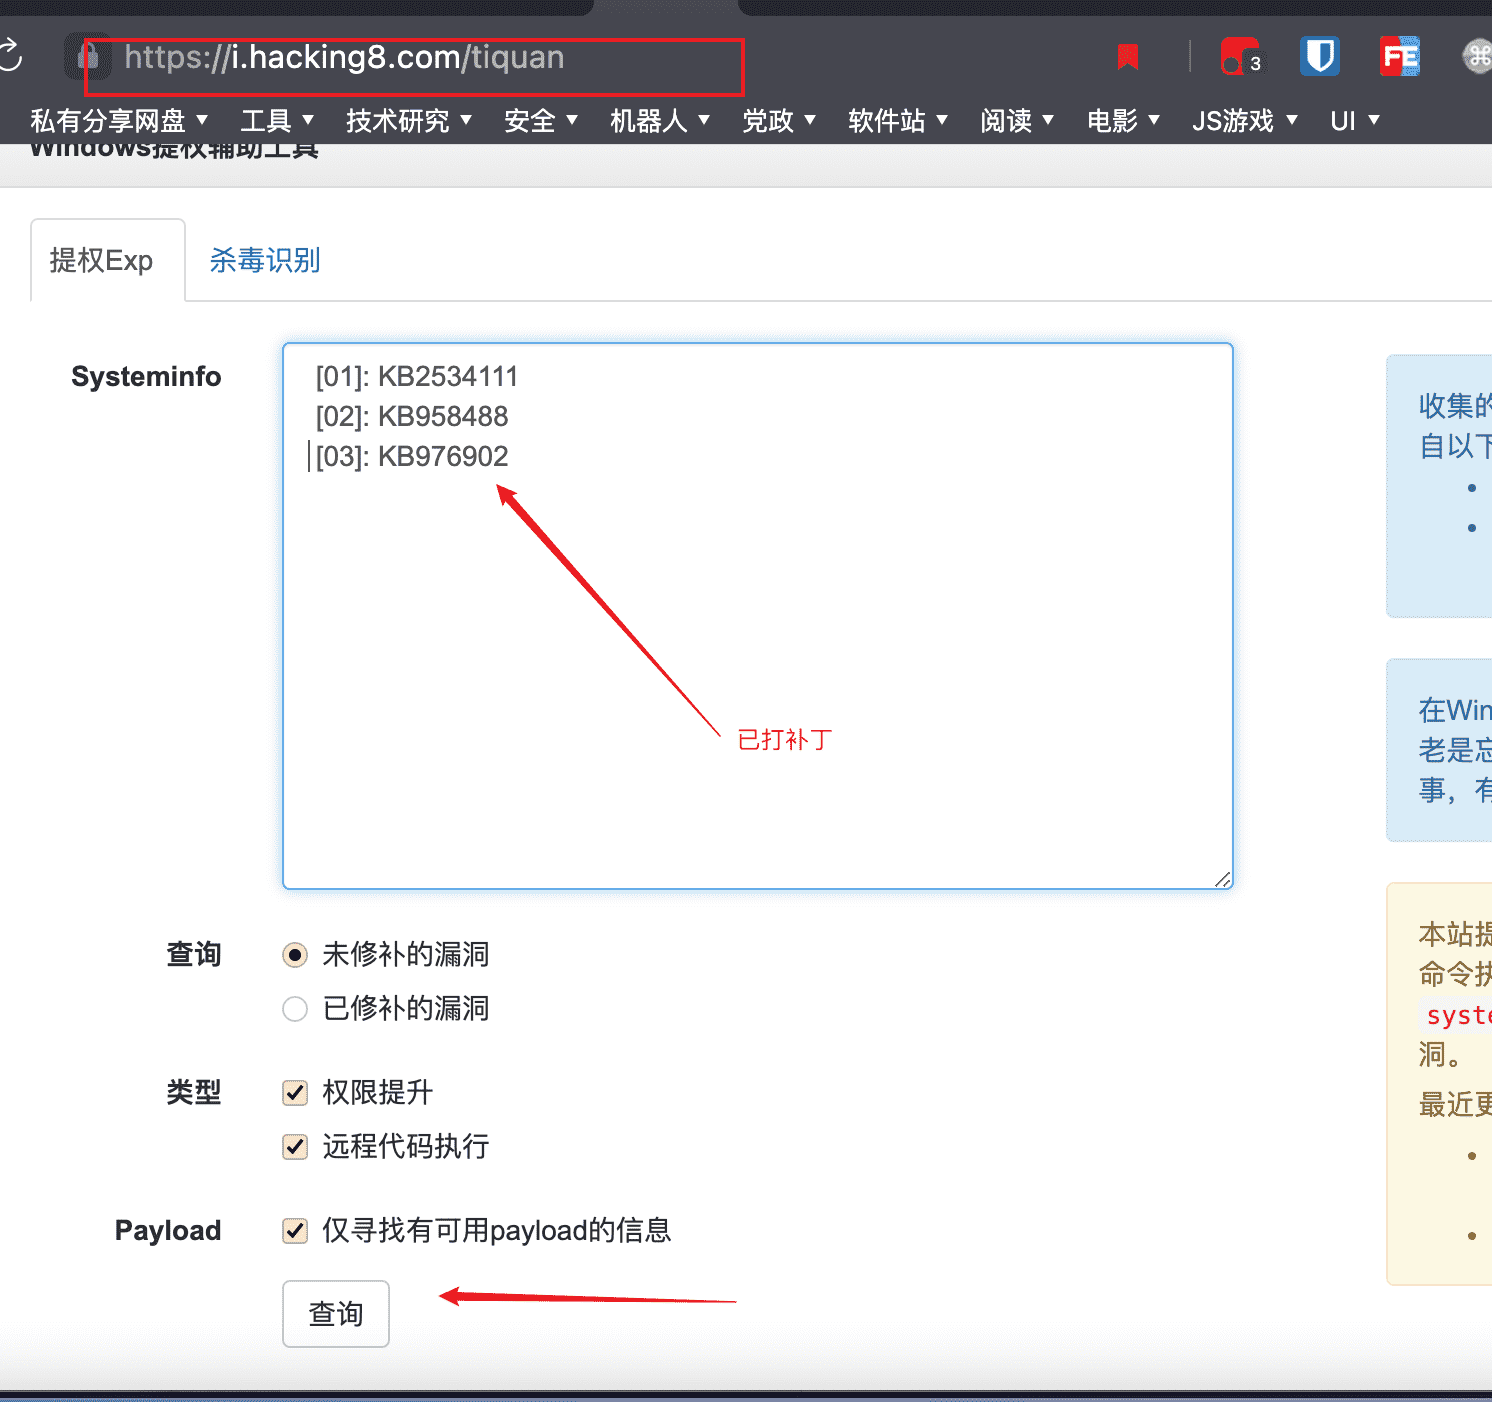 https://i.hacking8.com/tiquan
3
FE
私有分享网盘 ▼ 工具 ▼ 技术研究 ▼ 安全 ▼ 机器人 ▼ 党政 ▼ 软件站 ▼ 阅读 ▼ 电影 ▼ JS游戏 ▼ UI ▼
Windows提权辅助工具
提权Exp 杀毒识别
Systeminfo
[01]: KB2534111
[02]: KB958488
[03]: KB976902
已打补丁
查询
未修补的漏洞
已修补的漏洞
类型
权限提升
远程代码执行
Payload
仅寻找有可用payload的信息
查询
收集的
自以下
在Win
老是忘
事，有
本站提
命令执
syste
洞。
最近更